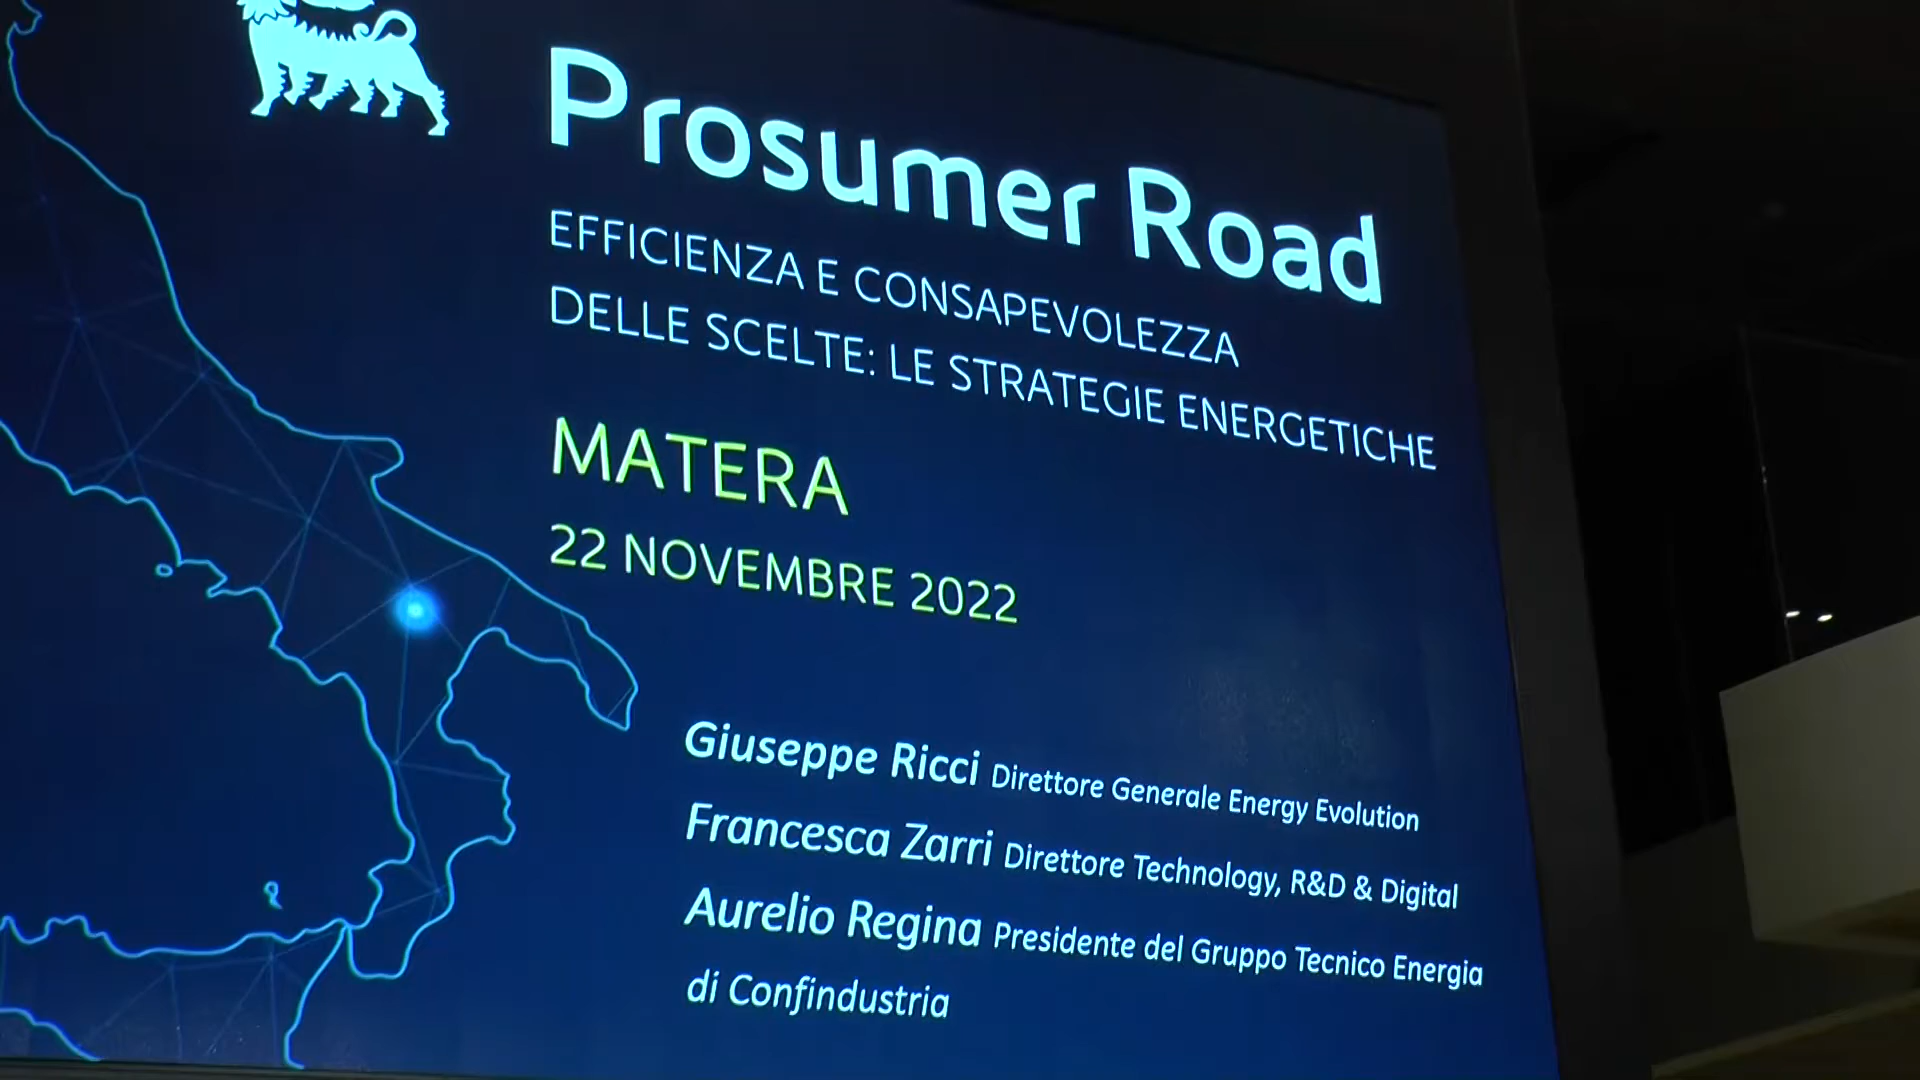 Prosumer Road
EFFICIENZA E CONSAPEVOLEZZA
DELLE SCELTE: LE STRATEGIE ENERGETICHE
MATERA
22 NOVEMBRE 2022
Giuseppe Ricci Direttore Generale Energy Evolution
Francesca Zarri Direttore Technology, R&D & Digital
Aurelio Regina Presidente del Gruppo Tecnico Energia
di Confindustria